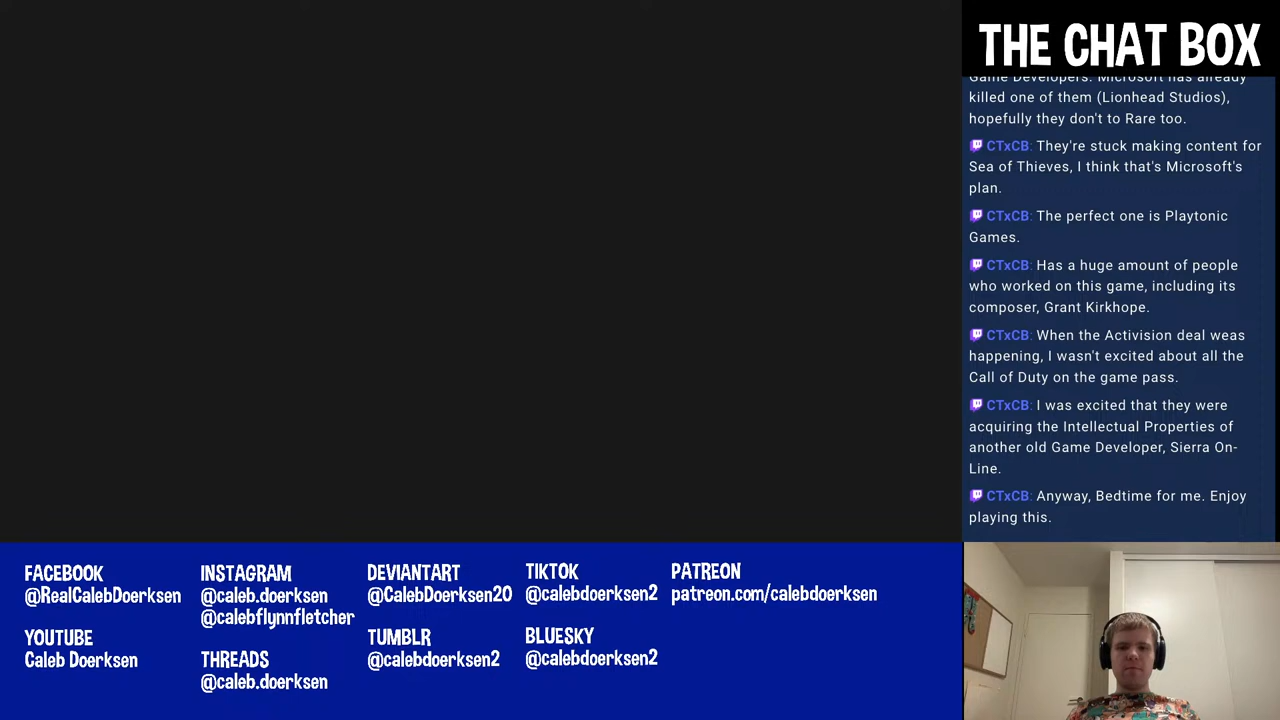 THE CHAT BOX
Game Developers. Microsoft has already
killed one of them (Lionhead Studios),
hopefully they don't to Rare too.
CTxCB: They're stuck making content for
Sea of Thieves, I think that's Microsoft's
plan.
CTxCB: The perfect one is Playtonic
Games.
CTxCB: Has a huge amount of people
who worked on this game, including its
composer, Grant Kirkhope.
CTxCB: When the Activision deal weas
happening, I wasn't excited about all the
Call of Duty on the game pass.
CTxCB: I was excited that they were
acquiring the Intellectual Properties of
another old Game Developer, Sierra On-
Line.
CTxCB: Anyway, Bedtime for me. Enjoy
playing this.
FACEBOOK
@RealCalebDoerksen
YOUTUBE
Caleb Doerksen
INSTAGRAM
@caleb.doerksen
@calebflynnfletcher
THREADS
@caleb.doerksen
DEVIANTART
@CalebDoerksen20
TUMBLR
@calebdoerksen2
TIKTOK
@calebdoerksen2
BLUESKY
@calebdoerksen2
PATREON
patreon.com/calebdoerksen